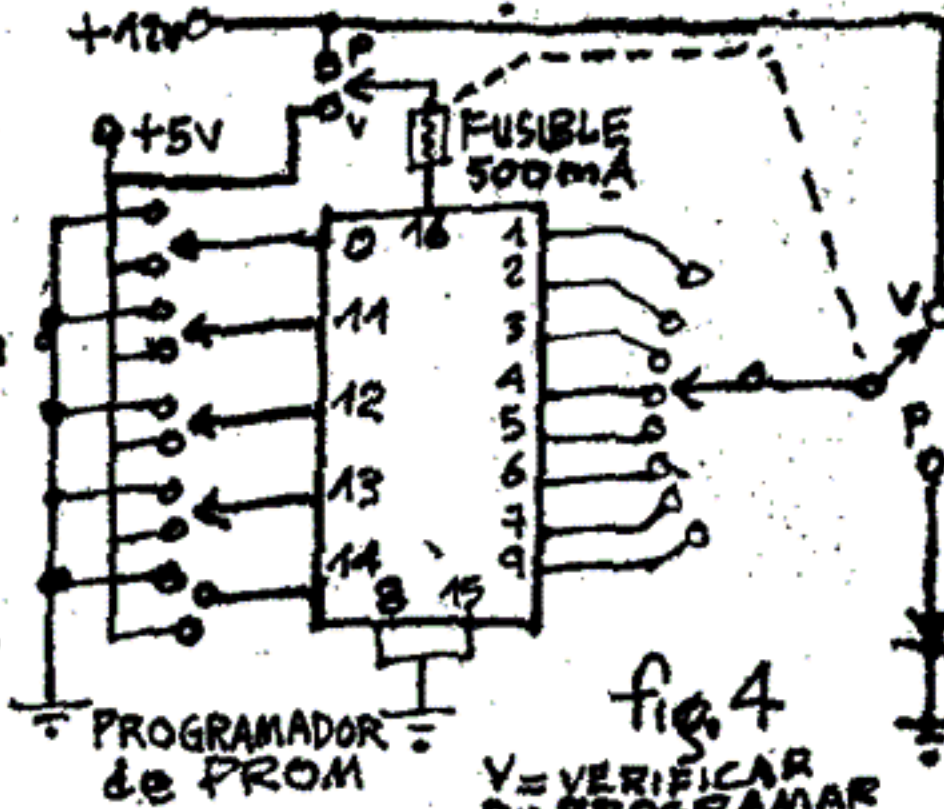 +12V
P
V
+5V
FUSIBLE
500mA
0
16
1
11
2
3
12
4
5
13
6
7
14
9
8 15
V
P
fig. 4
PROGRAMADOR
de PROM
V = VERIFICAR
P = PROGRAMAR